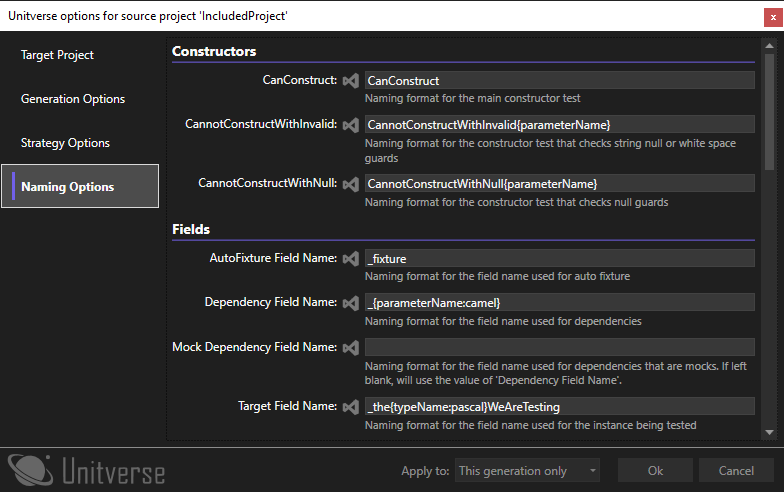 Unitverse options for source project 'IncludedProject'
Target Project
Generation Options
Strategy Options
Naming Options
Constructors
CanConstruct: CanConstruct
Naming format for the main constructor test
CannotConstructWithInvalid: CannotConstructWithInvalid{parameterName}
Naming format for the constructor test that checks string null or white space
guards
CannotConstructWithNull: CannotConstructWithNull{parameterName}
Naming format for the constructor test that checks null guards
Fields
AutoFixture Field Name: _fixture
Naming format for the field name used for auto fixture
Dependency Field Name: _{parameterName:camel}
Naming format for the field name used for dependencies
Mock Dependency Field Name:
Naming format for the field name used for dependencies that are mocks. If left
blank, will use the value of 'Dependency Field Name'.
Target Field Name: _the{typeName:pascal}WeAreTesting
Naming format for the field name used for the instance being tested
Unitverse
Apply to: This generation only
Ok
Cancel